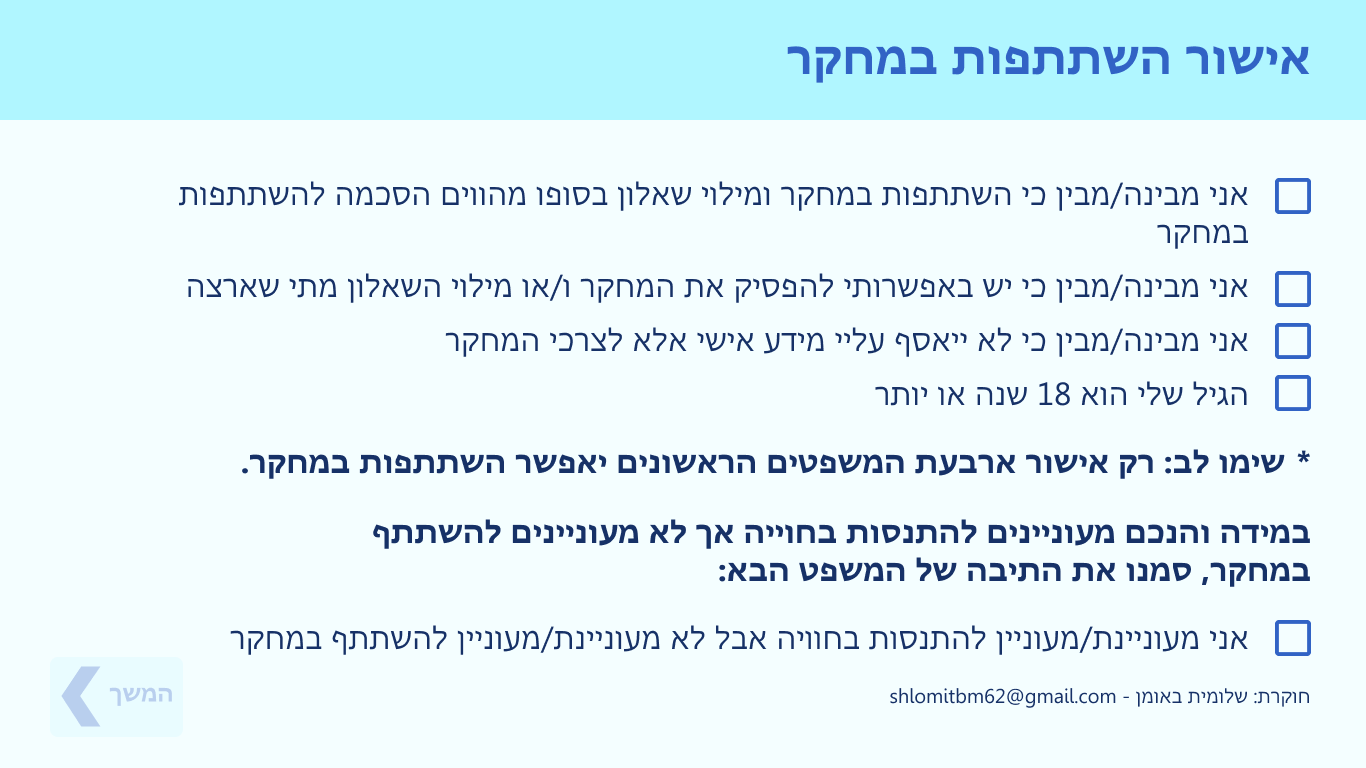 אישור השתתפות במחקר
אני מבינה/מבין כי השתתפות במחקר ומילוי שאלון בסופו מהווים הסכמה להשתתפות
במחקר
אני מבינה/מבין כי יש באפשרותי להפסיק את המחקר ו/או מילוי השאלון מתי שארצה
אני מבינה/מבין כי לא ייאסף עליי מידע אישי אלא לצרכי המחקר
הגיל שלי הוא 18 שנה או יותר
* שימו לב: רק אישור ארבעת המשפטים הראשונים יאפשר השתתפות במחקר.
במידה והנכם מעוניינים להתנסות בחוייה אך לא מעוניינים להשתתף
במחקר, סמנו את התיבה של המשפט הבא:
אני מעוניינת/מעוניין להתנסות בחוויה אבל לא מעוניינת/מעוניין להשתתף במחקר
חוקרת: שלומית באומן - shlomitbm62@gmail.com
המשך